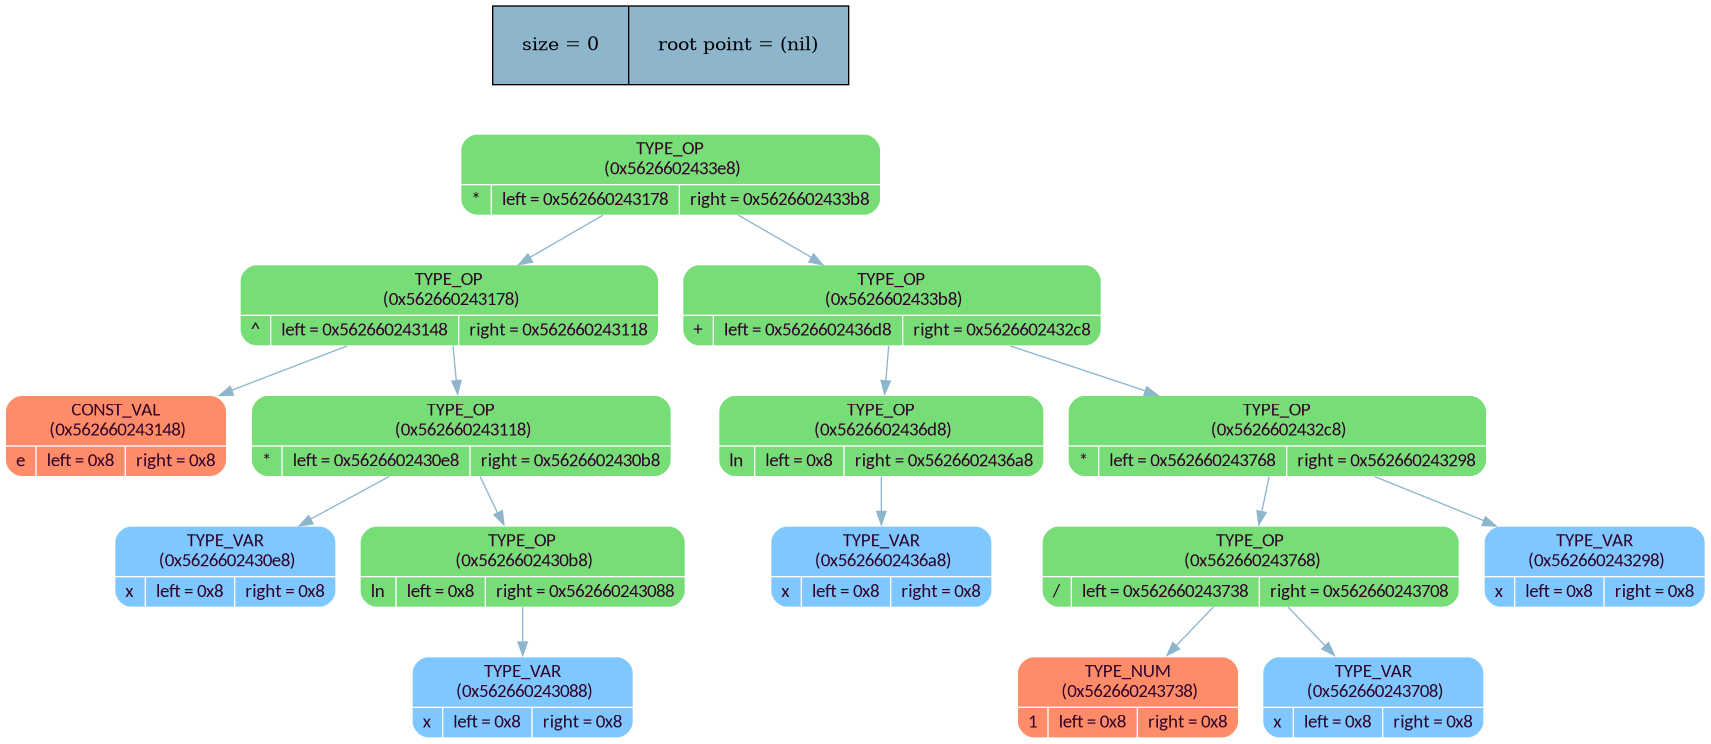 size = 0
root point = (nil)
TYPE_OP
(0x5626602433e8)
*
left = 0x562660243178
right = 0x5626602433b8
TYPE_OP
(0x562660243178)
^
left = 0x562660243148
right = 0x562660243118
TYPE_OP
(0x5626602433b8)
+
left = 0x5626602436d8
right = 0x5626602432c8
CONST_VAL
(0x562660243148)
e
left = 0x8
right = 0x8
TYPE_OP
(0x562660243118)
*
left = 0x5626602430e8
right = 0x5626602430b8
TYPE_OP
(0x5626602436d8)
ln
left = 0x8
right = 0x5626602436a8
TYPE_OP
(0x5626602432c8)
*
left = 0x562660243768
right = 0x562660243298
TYPE_VAR
(0x5626602430e8)
x
left = 0x8
right = 0x8
TYPE_OP
(0x5626602430b8)
ln
left = 0x8
right = 0x562660243088
TYPE_VAR
(0x5626602436a8)
x
left = 0x8
right = 0x8
TYPE_OP
(0x562660243768)
/
left = 0x562660243738
right = 0x562660243708
TYPE_VAR
(0x562660243298)
x
left = 0x8
right = 0x8
TYPE_VAR
(0x562660243088)
x
left = 0x8
right = 0x8
TYPE_NUM
(0x562660243738)
1
left = 0x8
right = 0x8
TYPE_VAR
(0x562660243708)
x
left = 0x8
right = 0x8